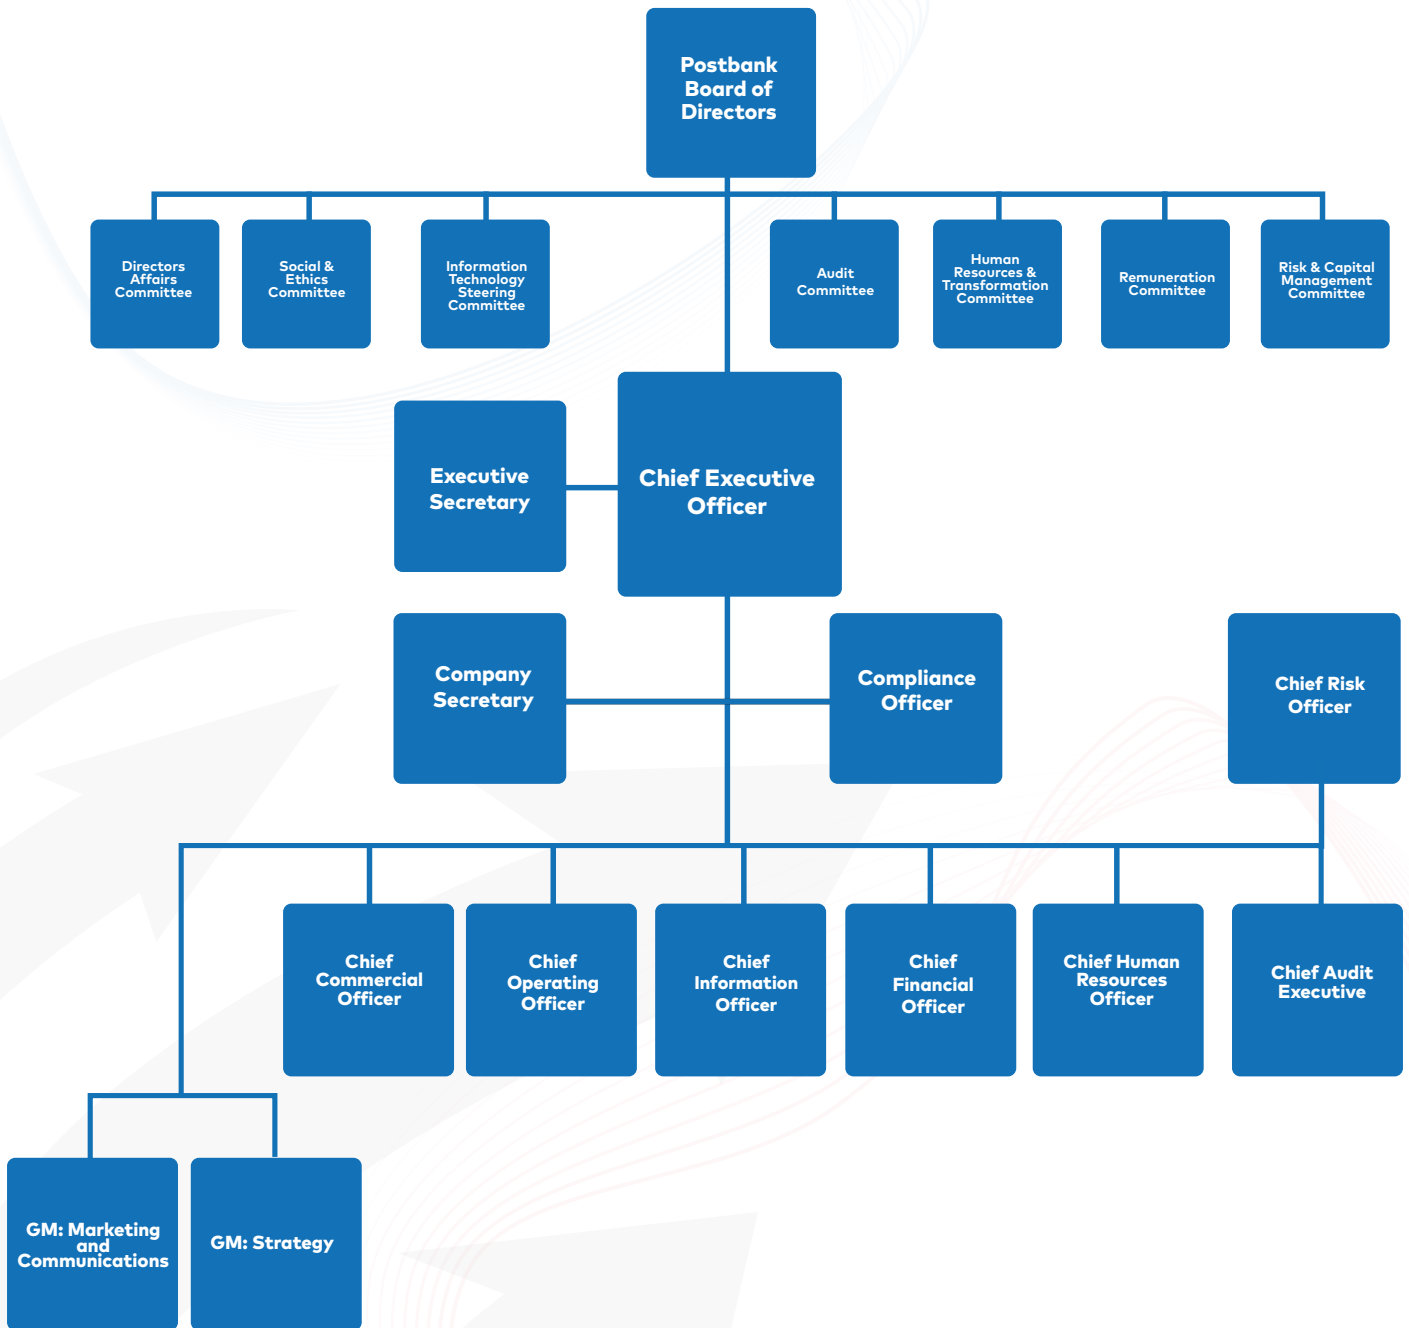 Postbank
Board of
Directors
Directors
Affairs
Committee
Social &
Ethics
Committee
Information
Technology
Steering
Committee
Audit
Committee
Human
Resources &
Transformation
Committee
Remuneration
Committee
Risk & Capital
Management
Committee
Executive
Secretary
Chief Executive
Officer
Company
Secretary
Compliance
Officer
Chief Risk
Officer
Chief
Commercial
Officer
Chief
Operating
Officer
Chief
Information
Officer
Chief
Financial
Officer
Chief Human
Resources
Officer
Chief Audit
Executive
GM: Marketing
and
Communications
GM: Strategy